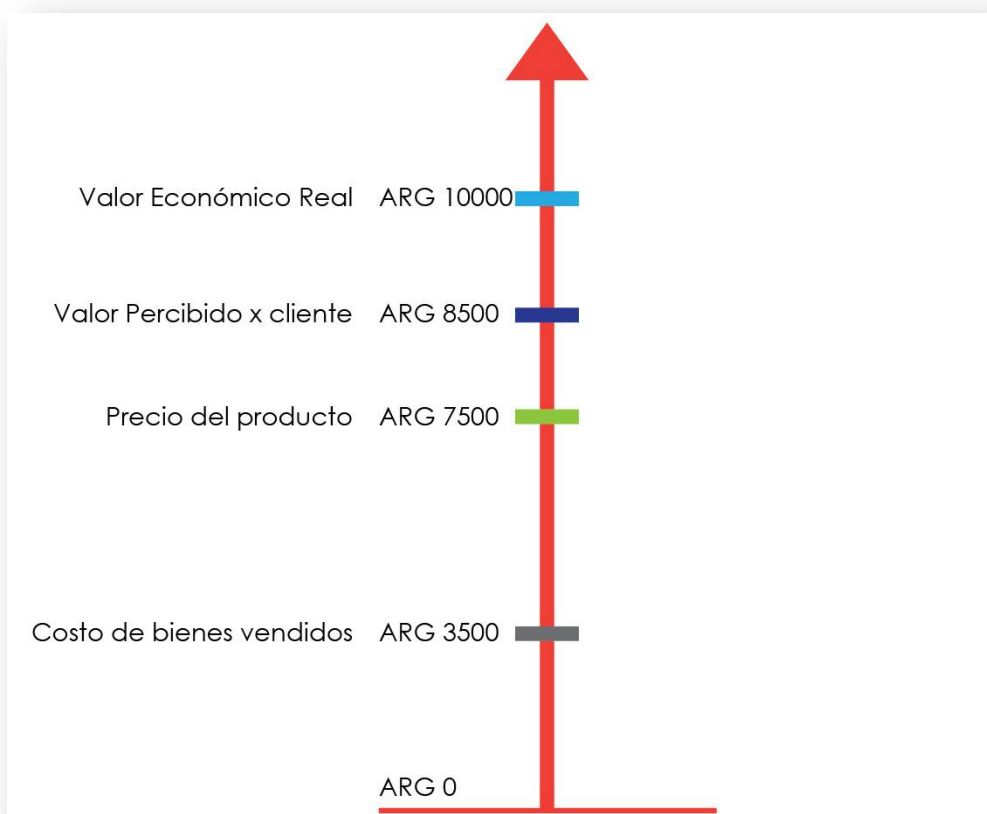 Valor Económico Real ARG 10000
Valor Percibido x cliente ARG 8500
Precio del producto ARG 7500
Costo de bienes vendidos ARG 3500
ARG 0